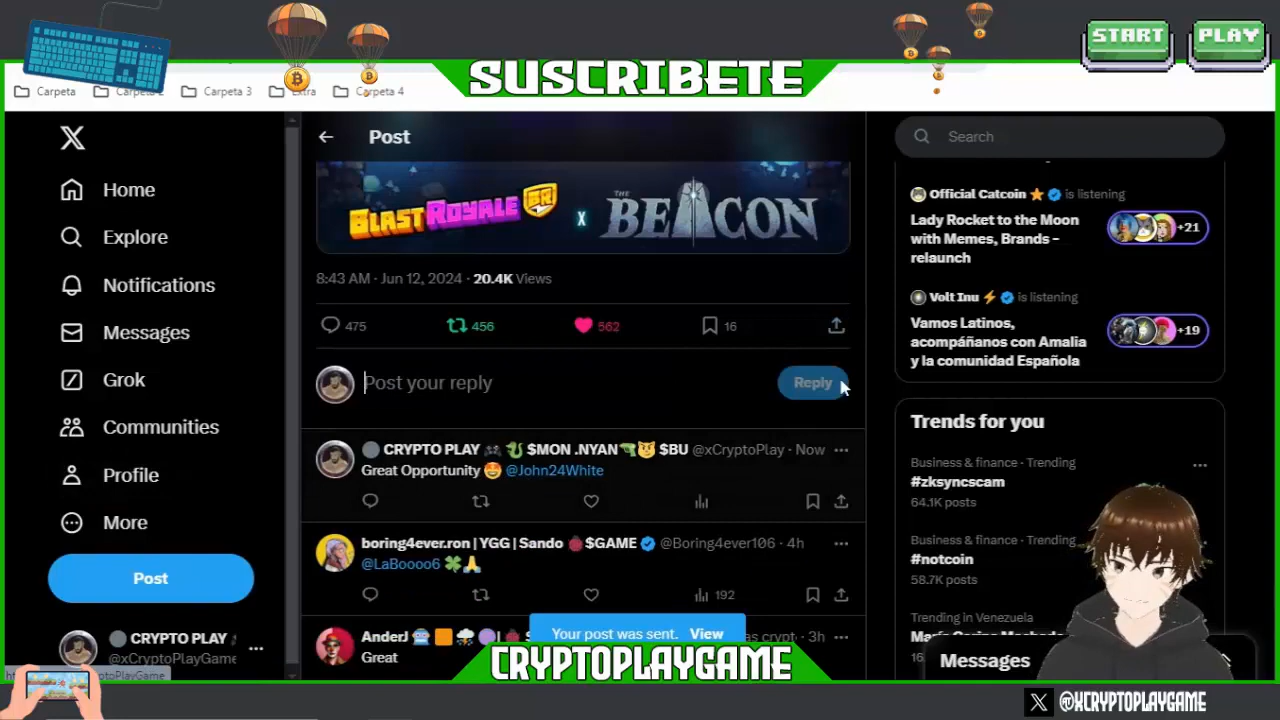 START PLAY
SUSCRIBETE
Carpeta
Carpeta 2
Carpeta 3
Extra
Carpeta 4
Home
Explore
Notifications
Messages
Grok
Communities
Profile
More
Post
CRYPTO PLAY
@xCryptoPlayGame
Post
BLAST ROYALE BR X THE BEACON
8:43 AM · Jun 12, 2024 · 20.4K Views
475 456 562 16
Post your reply
Reply
CRYPTO PLAY 🎮 🐉 $MON .NYAN🔫😼 $BU @xCryptoPlay · Now
Great Opportunity 🤩 @John24White
boring4ever.ron | YGG | Sando 🐞$GAME @Boring4ever106 · 4h
@LaBoooo6 🍀🙏
192
AnderJ
3h
Great
Your post was sent. View
Search
Official Catcoin ⭐ is listening
Lady Rocket to the Moon
with Memes, Brands –
relaunch
+21
Volt Inu ⚡ is listening
Vamos Latinos,
acompáñanos con Amalia
y la comunidad Española
+19
Trends for you
Business & finance · Trending
#zksyncscam
64.1K posts
Business & finance · Trending
#notcoin
58.7K posts
Trending in Venezuela
Messages
CRYPTOPLAYGAME
@XCRYPTOPLAYGAME